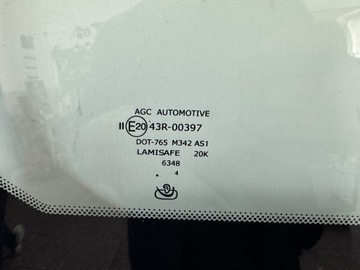 AGC AUTOMOTIVE
II E20 43R-00397
DOT-765 M342 AS1
LAMISAFE 20K
6348
4